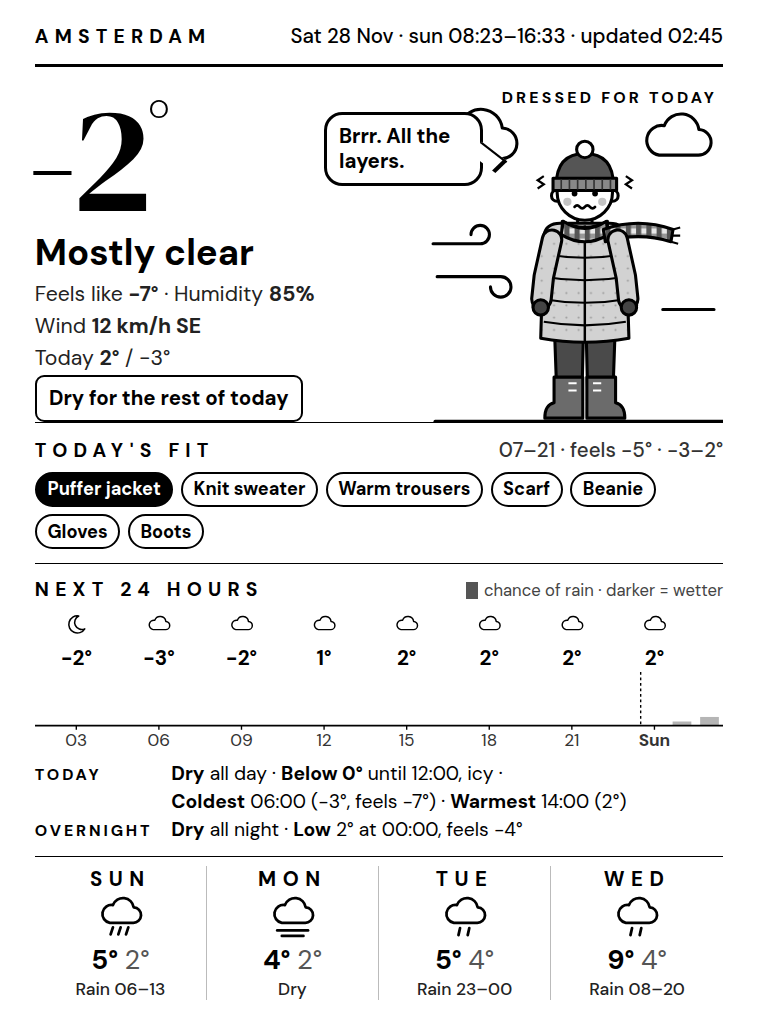 AMSTERDAM
Sat 28 Nov · sun 08:23–16:33 · updated 02:45
DRESSED FOR TODAY
−2°
Brrr. All the
layers.
Mostly clear
Feels like −7° · Humidity 85%
Wind 12 km/h SE
Today 2° / −3°
Dry for the rest of today
TODAY'S FIT
07–21 · feels −5° · −3–2°
Puffer jacket Knit sweater Warm trousers Scarf Beanie
Gloves Boots
NEXT 24 HOURS
chance of rain · darker = wetter
−2° −3° −2° 1° 2° 2° 2° 2°
03 06 09 12 15 18 21 Sun
TODAY Dry all day · Below 0° until 12:00, icy ·
Coldest 06:00 (−3°, feels −7°) · Warmest 14:00 (2°)
OVERNIGHT Dry all night · Low 2° at 00:00, feels −4°
SUN MON TUE WED
5° 2° 4° 2° 5° 4° 9° 4°
Rain 06–13 Dry Rain 23–00 Rain 08–20